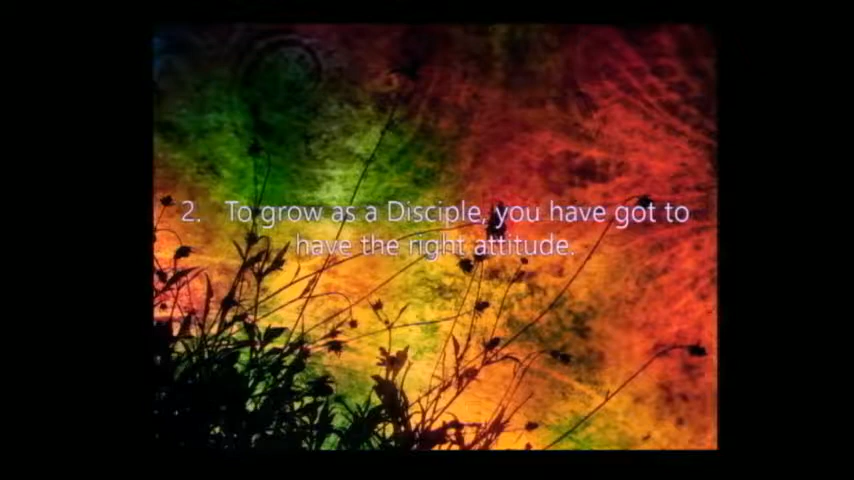 2. To grow as a Disciple, you have got to
have the right attitude.